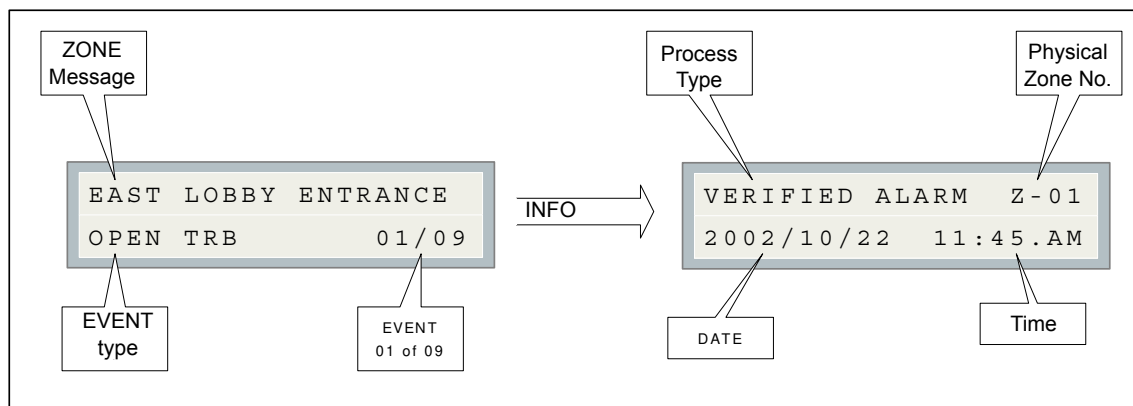 ZONE
Message
Process
Type
Physical
Zone No.
EAST LOBBY ENTRANCE
OPEN TRB 01/09
INFO
VERIFIED ALARM Z-01
2002/10/22 11:45.AM
EVENT
type
EVENT
01 of 09
DATE
Time